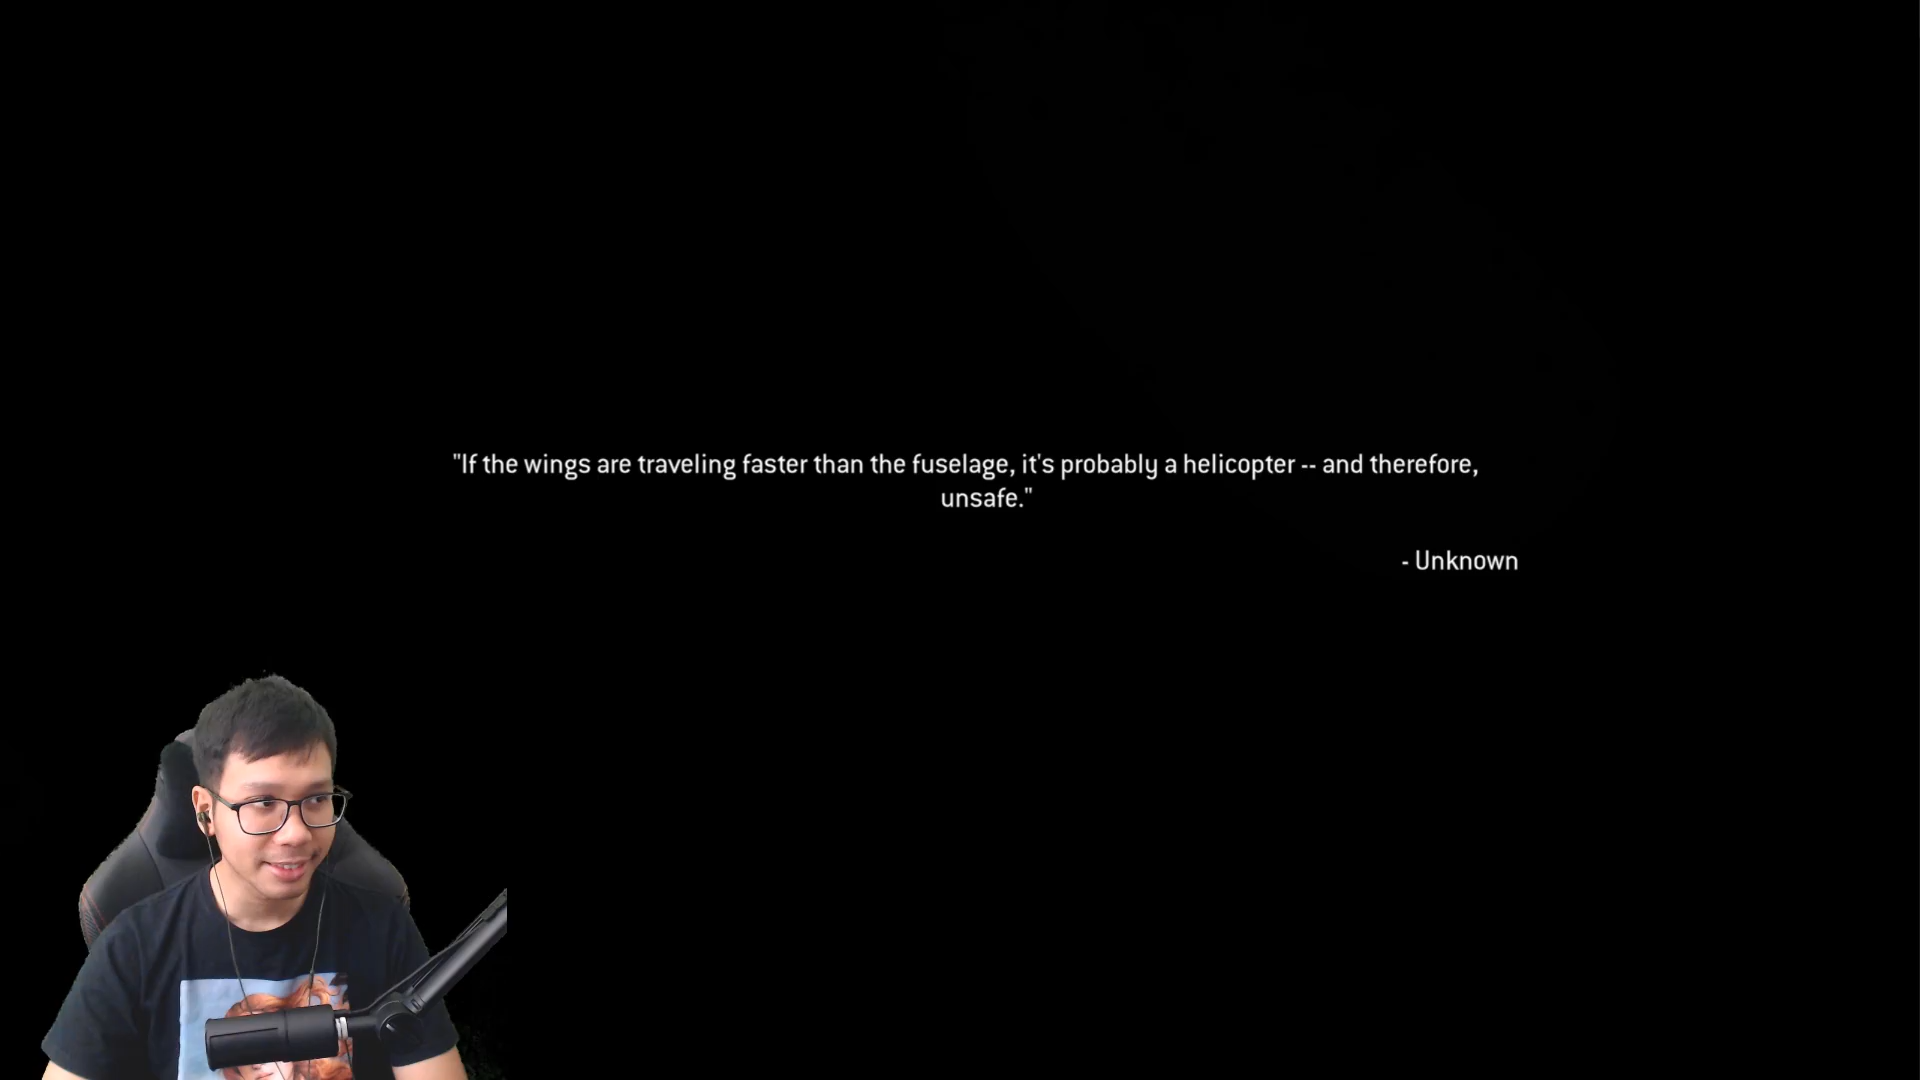 "If the wings are traveling faster than the fuselage, it's probably a helicopter -- and therefore,
unsafe."
- Unknown